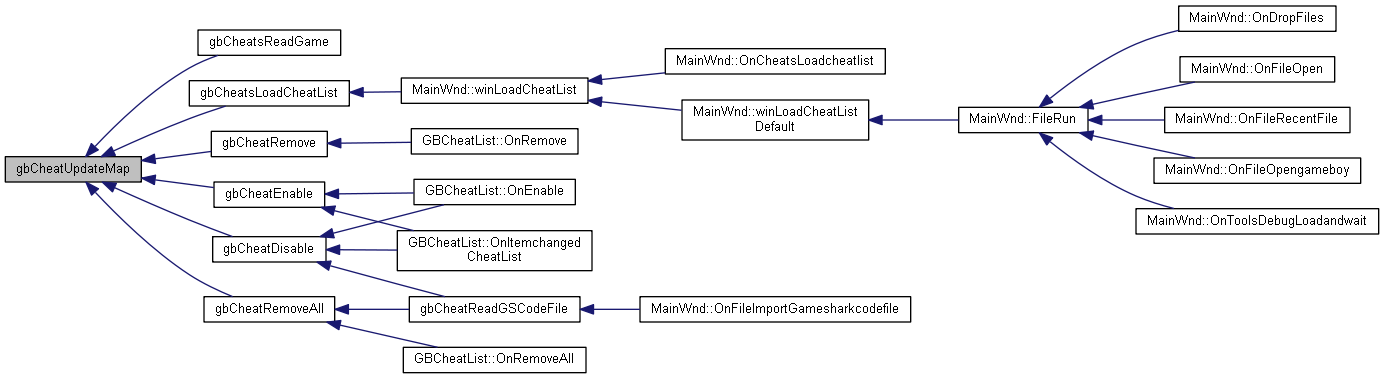 gbCheatUpdateMap
gbCheatsReadGame
gbCheatsLoadCheatList
gbCheatRemove
gbCheatEnable
gbCheatDisable
gbCheatRemoveAll
MainWnd::winLoadCheatList
GBCheatList::OnRemove
GBCheatList::OnEnable
GBCheatList::OnItemchanged
CheatList
gbCheatReadGSCodeFile
GBCheatList::OnRemoveAll
MainWnd::OnCheatsLoadcheatlist
MainWnd::winLoadCheatList
Default
MainWnd::OnFileImportGamesharkcodefile
MainWnd::FileRun
MainWnd::OnDropFiles
MainWnd::OnFileOpen
MainWnd::OnFileRecentFile
MainWnd::OnFileOpengameboy
MainWnd::OnToolsDebugLoadandwait